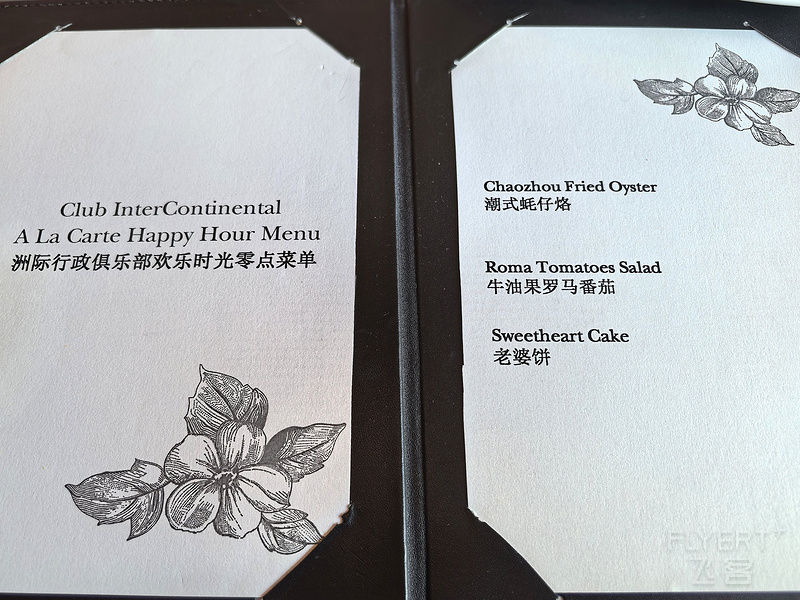 Club InterContinental
A La Carte Happy Hour Menu
洲际行政俱乐部欢乐时光零点菜单
Chaozhou Fried Oyster
潮式蚝仔烙
Roma Tomatoes Salad
牛油果罗马番茄
Sweetheart Cake
老婆饼
FLYERT
飞客